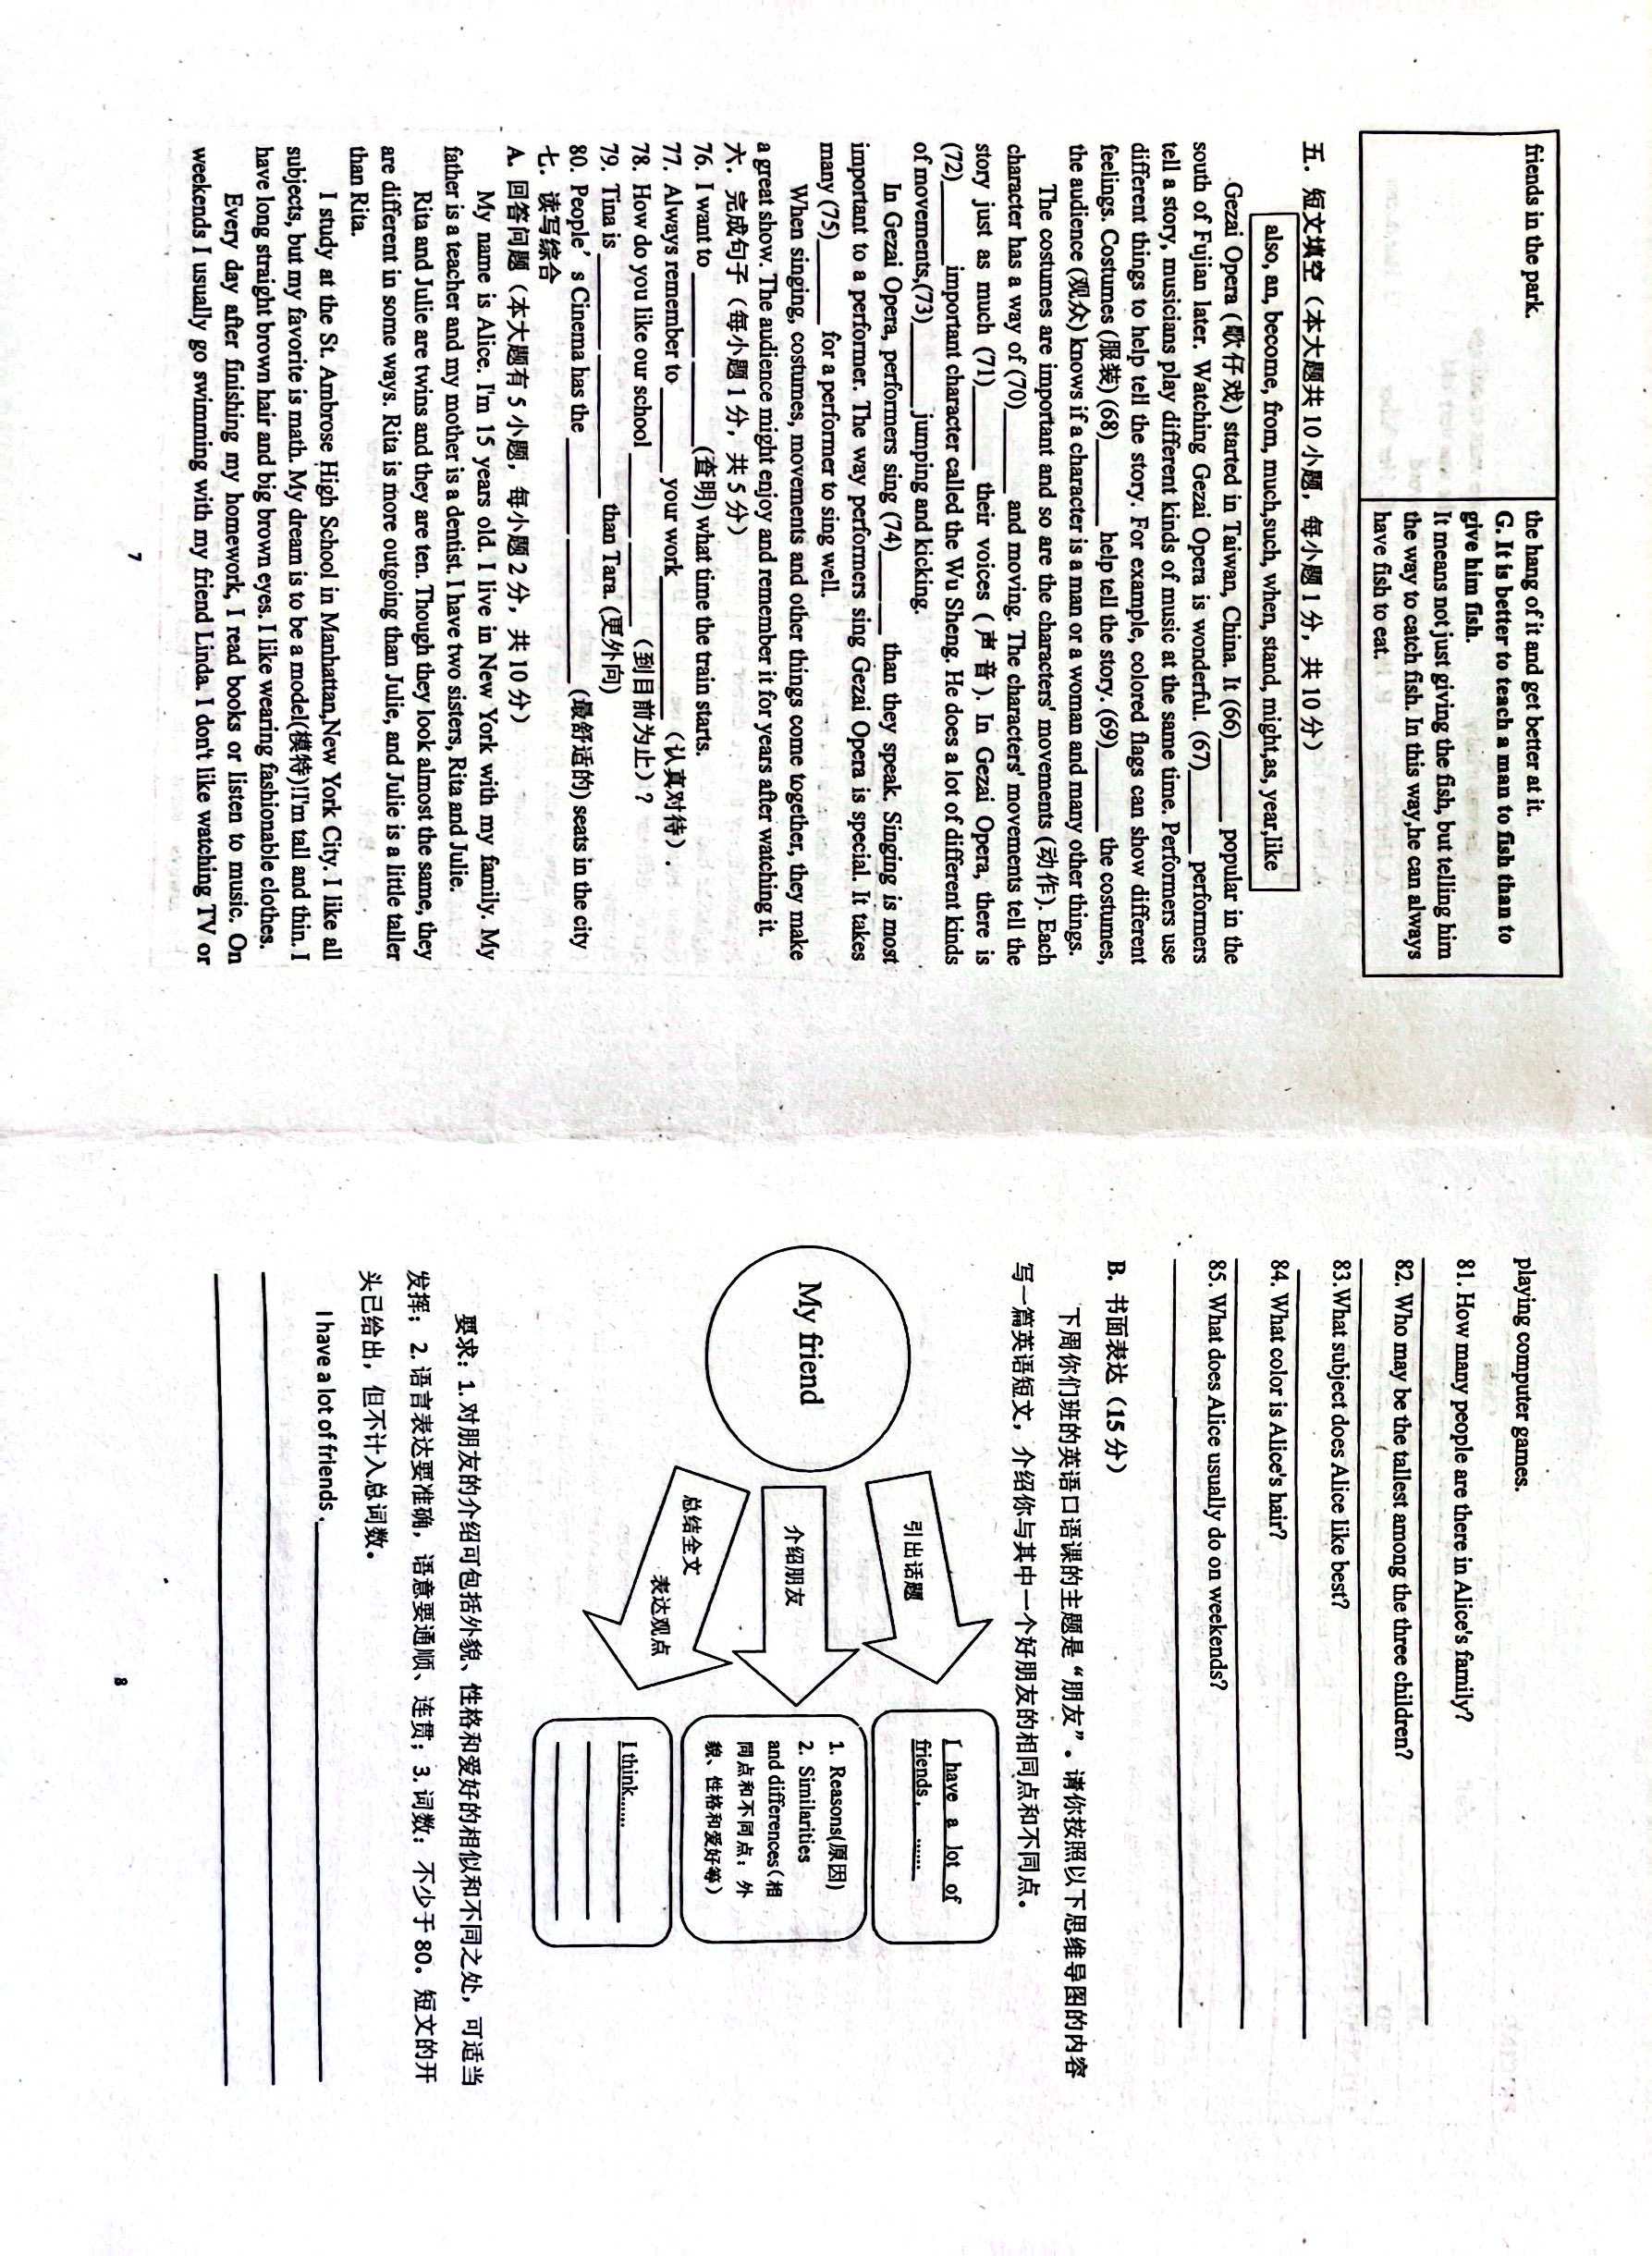 friends in the park.
the hang of it and get better at it.
G. It is better to teach a man to fish than to
give him fish.
It means not just giving the fish, but telling him
the way to catch fish. In this way,he can always
have fish to eat.
五．短文填空（本大题共 10 小题，每小题 1 分，共 10 分）
also, an, become, from, much,such, when, stand, might,as, year,like
Gezai Opera (歌仔戏) started in Taiwan, China. It (66)______ popular in the
south of Fujian later. Watching Gezai Opera is wonderful. (67)______ performers
tell a story, musicians play different kinds of music at the same time. Performers use
different things to help tell the story. For example, colored flags can show different
feelings. Costumes (服装) (68)______ help tell the story. (69)______ the costumes,
the audience (观众) knows if a character is a man or a woman and many other things.
The costumes are important and so are the characters' movements (动作). Each
character has a way of (70)______ and moving. The characters' movements tell the
story just as much (71)______ their voices (声音). In Gezai Opera, there is
(72)______ important character called the Wu Sheng. He does a lot of different kinds
of movements,(73)______ jumping and kicking.
In Gezai Opera, performers sing (74)______ than they speak. Singing is most
important to a performer. The way performers sing Gezai Opera is special. It takes
many (75)______ for a performer to sing well.
When singing, costumes, movements and other things come together, they make
a great show. The audience might enjoy and remember it for years after watching it.
六．完成句子（每小题 1 分，共 5 分）
76. I want to ______ ______ (查明) what time the train starts.
77. Always remember to ______ your work ______（认真对待）.
78. How do you like our school ______ ______（到目前为止）?
79. Tina is ______ ______ than Tara. (更外向)
80. People's Cinema has the ______ ______ (最舒适的) seats in the city
七．读写综合
A. 回答问题（本大题有 5 小题，每小题 2 分，共 10 分）
My name is Alice. I'm 15 years old. I live in New York with my family. My
father is a teacher and my mother is a dentist. I have two sisters, Rita and Julie.
Rita and Julie are twins and they are ten. Though they look almost the same, they
are different in some ways. Rita is more outgoing than Julie, and Julie is a little taller
than Rita.
I study at the St. Ambrose High School in Manhattan,New York City. I like all
subjects, but my favorite is math. My dream is to be a model(模特)!I'm tall and thin. I
have long straight brown hair and big brown eyes.I like wearing fashionable clothes.
Every day after finishing my homework, I read books or listen to music. On
weekends I usually go swimming with my friend Linda. I don't like watching TV or
7
playing computer games.
81. How many people are there in Alice's family?
82. Who may be the tallest among the three children?
83.What subject does Alice like best?
84. What color is Alice's hair?
85. What does Alice usually do on weekends?
B. 书面表达（15 分）
下周你们班的英语口语课的主题是“朋友”。请你按照以下思维导图的内容
写一篇英语短文，介绍你与其中一个好朋友的相同点和不同点。
My friend
引出话题
介绍朋友
总结全文
表达观点
I have a lot of
friends. ……
1. Reasons(原因)
2. Similarities
and differences(相
同点和不同点：外
貌、性格和爱好等)
I think……
要求：1. 对朋友的介绍可包括外貌、性格和爱好的相似和不同之处，可适当
发挥；2. 语言表达要准确，语意要通顺、连贯；3. 词数：不少于 80。短文的开
头已给出，但不计入总词数。
I have a lot of friends .
8